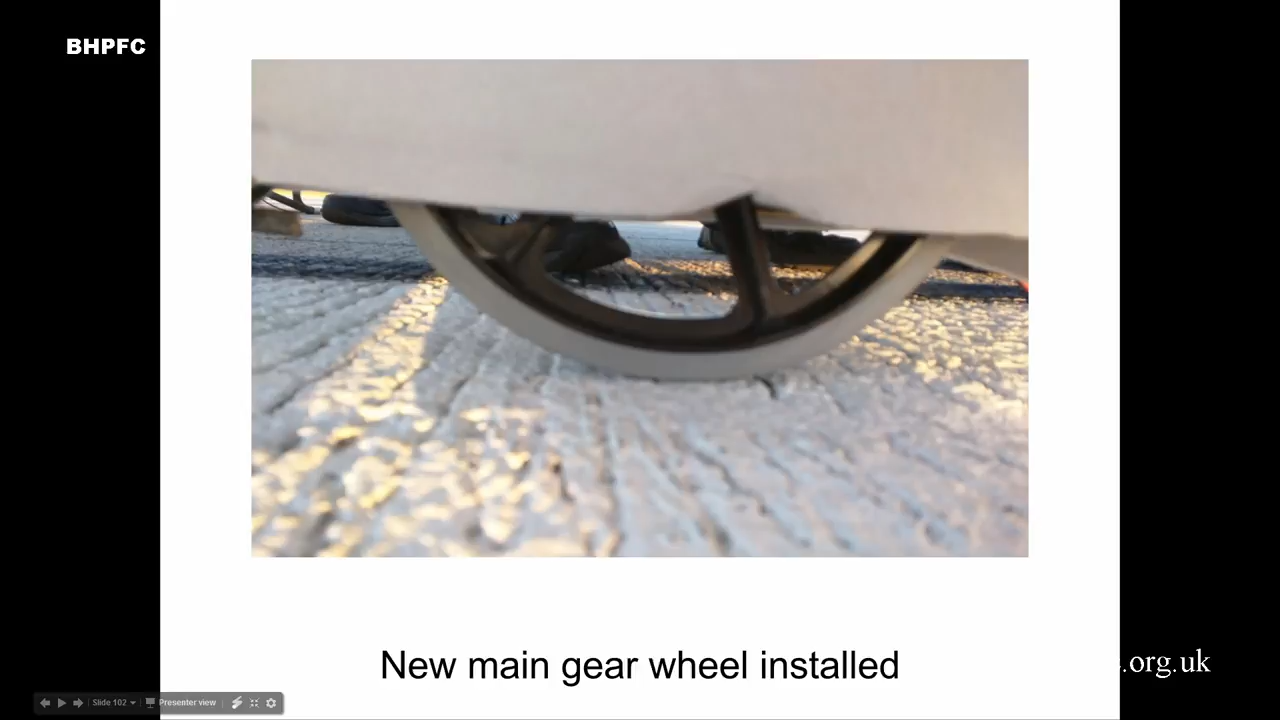 BHPFC
New main gear wheel installed
s.org.uk
Slide 102
Presenter view